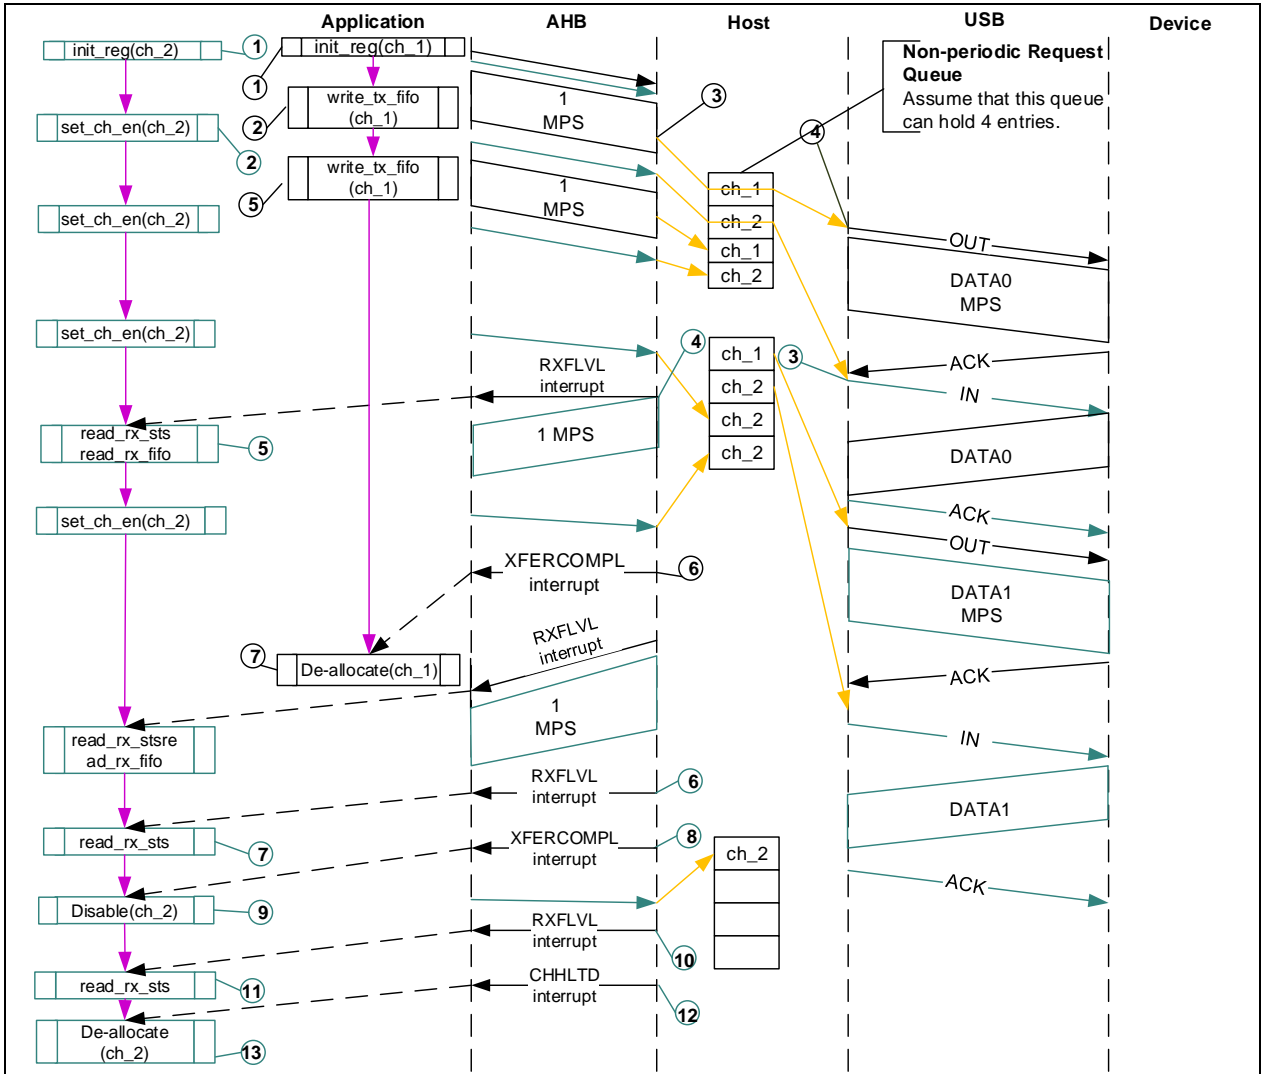 Application
AHB
Host
USB
Device
init_reg(ch_2)
1
init_reg(ch_1)
1
Non-periodic Request
Queue
Assume that this queue
can hold 4 entries.
write_tx_fifo
(ch_1)
2
1
MPS
3
4
set_ch_en(ch_2)
2
write_tx_fifo
(ch_1)
5
1
MPS
ch_1
ch_2
ch_1
ch_2
set_ch_en(ch_2)
OUT
DATA0
MPS
set_ch_en(ch_2)
4
ch_1
ch_2
ch_2
ch_2
3
ACK
IN
RXFLVL
interrupt
read_rx_sts
read_rx_fifo
5
1 MPS
DATA0
set_ch_en(ch_2)
ACK
OUT
XFERCOMPL
interrupt
6
DATA1
MPS
RXFLVL
interrupt
7
De-allocate(ch_1)
ACK
1
MPS
read_rx_stsre
ad_rx_fifo
IN
RXFLVL
interrupt
6
DATA1
read_rx_sts
7
XFERCOMPL
interrupt
8
ch_2
ACK
Disable(ch_2)
9
RXFLVL
interrupt
10
read_rx_sts
11
CHHLTD
interrupt
12
De-allocate
(ch_2)
13